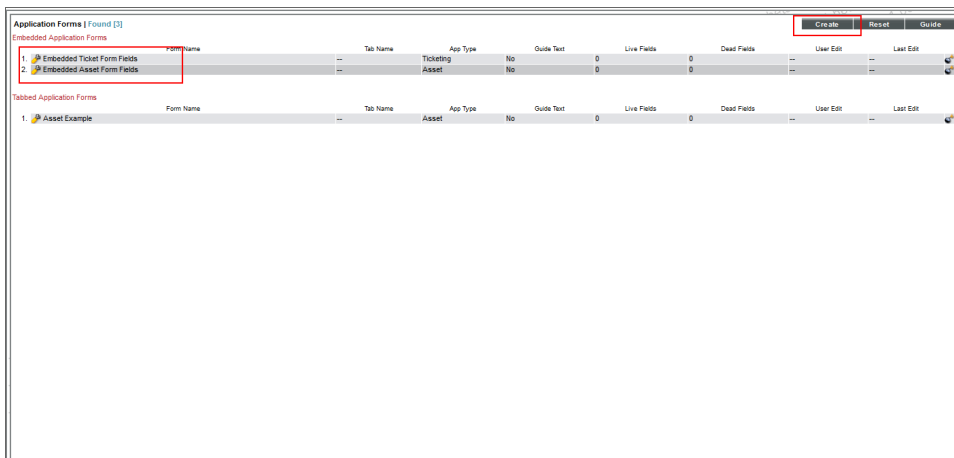 Application Forms | Found [3]
Create Reset Guide
Embedded Application Forms
Form Name Tab Name App Type Guide Text Live Fields Dead Fields User Edit Last Edit
1. Embedded Ticket Form Fields -- Ticketing No 0 0 -- --
2. Embedded Asset Form Fields -- Asset No 0 0 -- --
Tabbed Application Forms
Form Name Tab Name App Type Guide Text Live Fields Dead Fields User Edit Last Edit
1. Asset Example -- Asset No 0 0 -- --